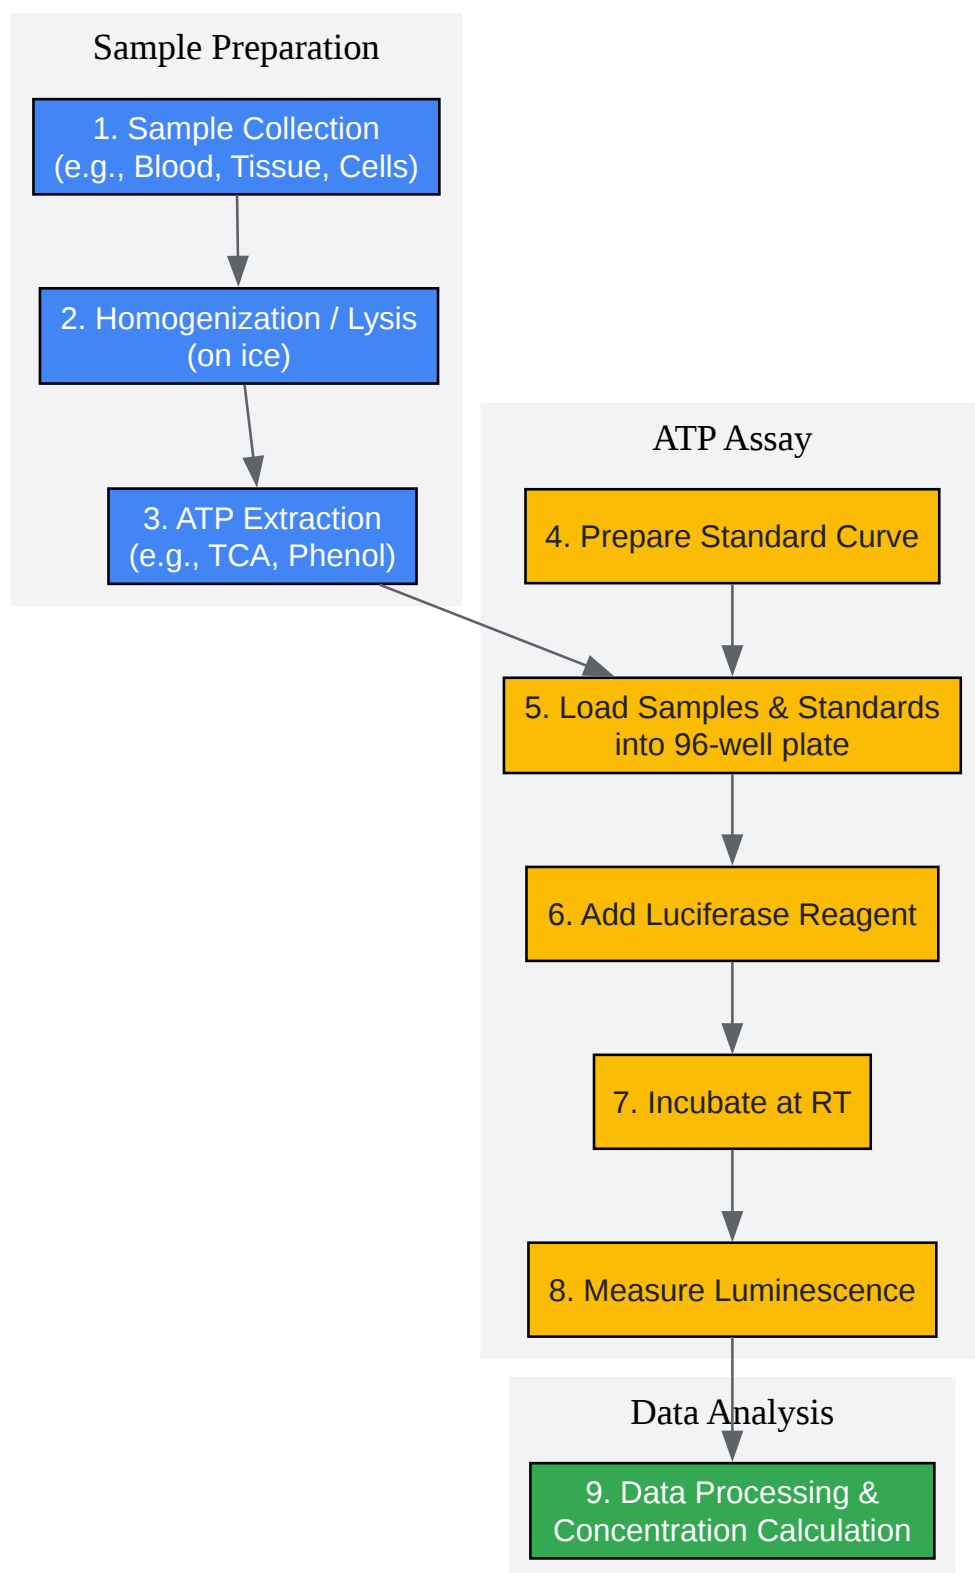 Sample Preparation
1. Sample Collection
(e.g., Blood, Tissue, Cells)
2. Homogenization / Lysis
(on ice)
3. ATP Extraction
(e.g., TCA, Phenol)
ATP Assay
4. Prepare Standard Curve
5. Load Samples & Standards
into 96-well plate
6. Add Luciferase Reagent
7. Incubate at RT
8. Measure Luminescence
Data Analysis
9. Data Processing &
Concentration Calculation